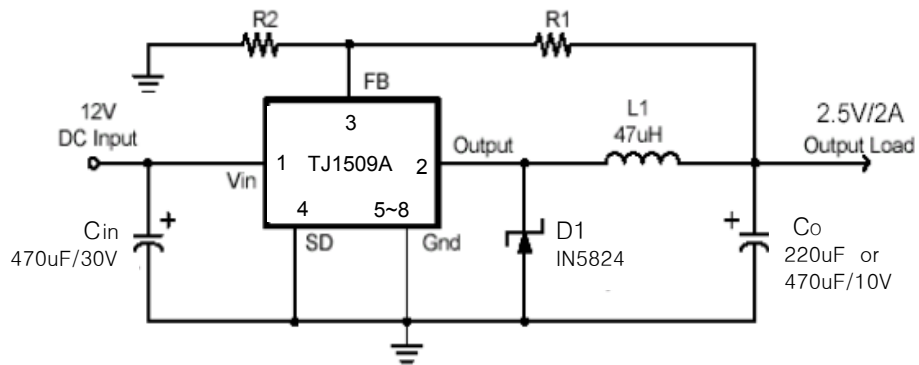 R2
R1
FB
12V
DC Input
3
L1
47uH
2.5V/2A
Output Load
1
TJ1509A
2
Output
Vin
4
5~8
Cin
470uF/30V
+
SD
Gnd
D1
IN5824
+
Co
220uF or
470uF/10V